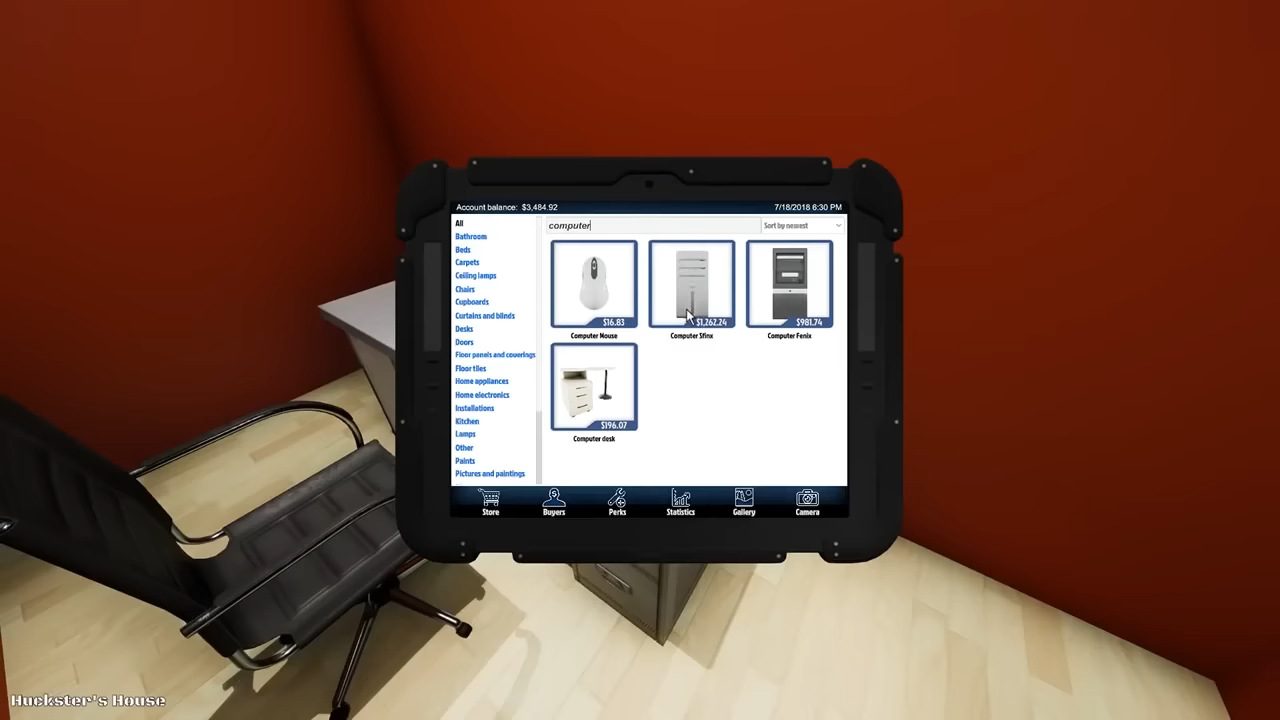 Account balance: $3,484.92
7/18/2018 6:30 PM
All
Bathroom
Beds
Carpets
Ceiling lamps
Chairs
Cupboards
Curtains and blinds
Desks
Doors
Floor panels and coverings
Floor tiles
Home appliances
Home electronics
Installations
Kitchen
Lamps
Other
Paints
Pictures and paintings
computer
Sort by newest
$16.83
Computer Mouse
$1,262.24
Computer Sfinx
$981.74
Computer Fenix
$196.07
Computer desk
Store
Buyers
Perks
Statistics
Gallery
Camera
Huckster's House